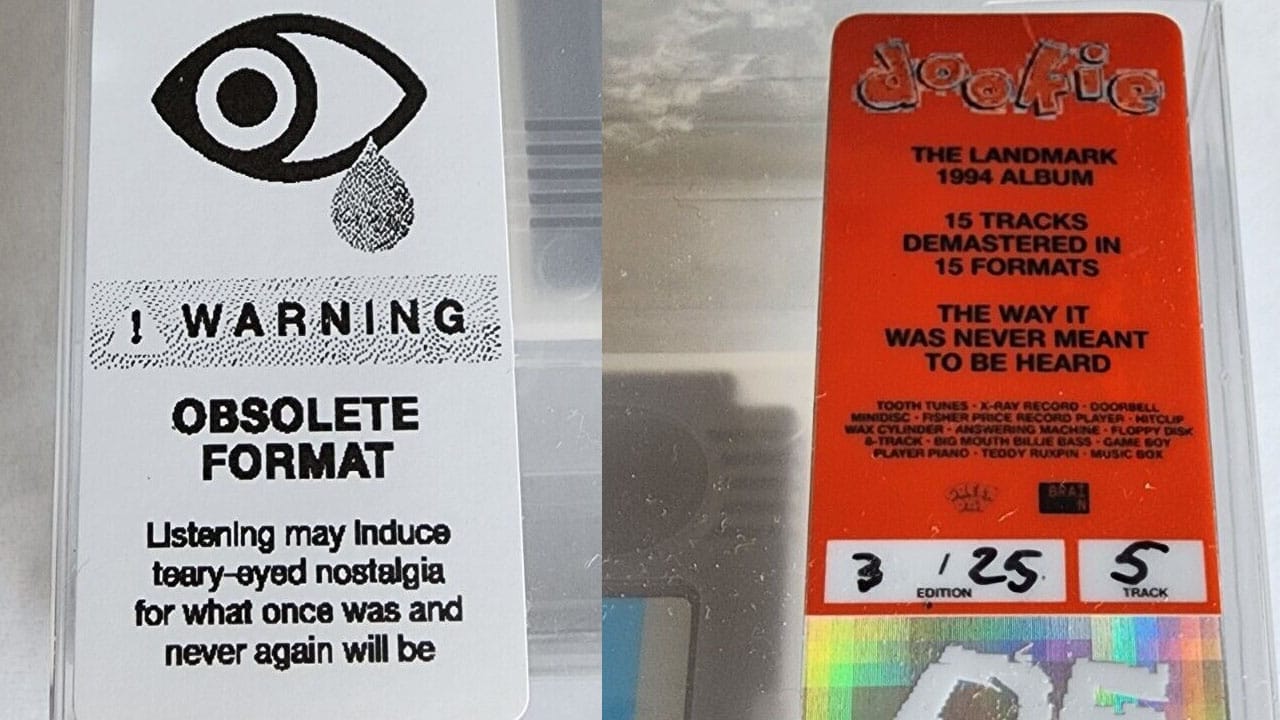 ! WARNING
OBSOLETE
FORMAT
Listening may induce
teary-eyed nostalgia
for what once was and
never again will be
dookie
THE LANDMARK
1994 ALBUM
15 TRACKS
DEMASTERED IN
15 FORMATS
THE WAY IT
WAS NEVER MEANT
TO BE HEARD
TOOTH TUNES · X-RAY RECORD · DOORBELL
MINIDISC · FISHER PRICE RECORD PLAYER · HITCLIP
WAX CYLINDER · ANSWERING MACHINE · FLOPPY DISK
8-TRACK · BIG MOUTH BILLIE BASS · GAME BOY
PLAYER PIANO · TEDDY RUXPIN · MUSIC BOX
BRAI
N
3 / 25 5
EDITION TRACK